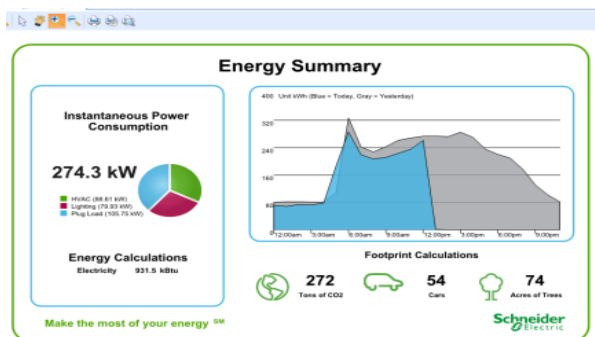 Energy Summary
Instantaneous Power
Consumption
274.3 kW
HVAC (88.61 kW)
Lighting (79.93 kW)
Plug Load (105.75 kW)
Energy Calculations
Electricity 931.5 kBtu
400 Unit kWh (Blue = Today, Gray = Yesterday)
320
240
160
80
0
12:00am 3:00am 6:00am 9:00am 12:00pm 3:00pm 6:00pm 9:00pm
Footprint Calculations
272
Tons of CO2
54
Cars
74
Acres of Trees
Make the most of your energy SM
Schneider
Electric